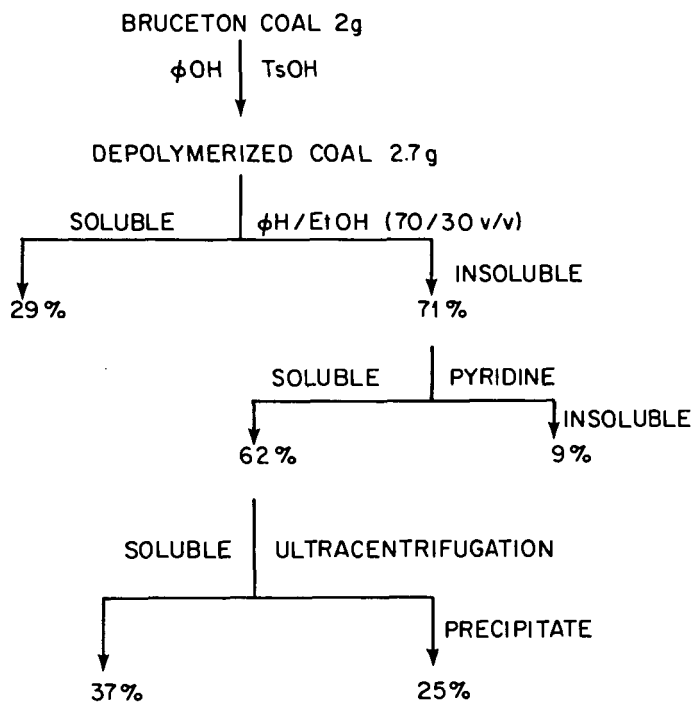 BRUCETON COAL 2g
ϕOH TsOH
DEPOLYMERIZED COAL 2.7g
SOLUBLE ϕH/EtOH (70/30 v/v)
INSOLUBLE
29% 71%
SOLUBLE PYRIDINE
INSOLUBLE
62% 9%
SOLUBLE ULTRACENTRIFUGATION
PRECIPITATE
37% 25%